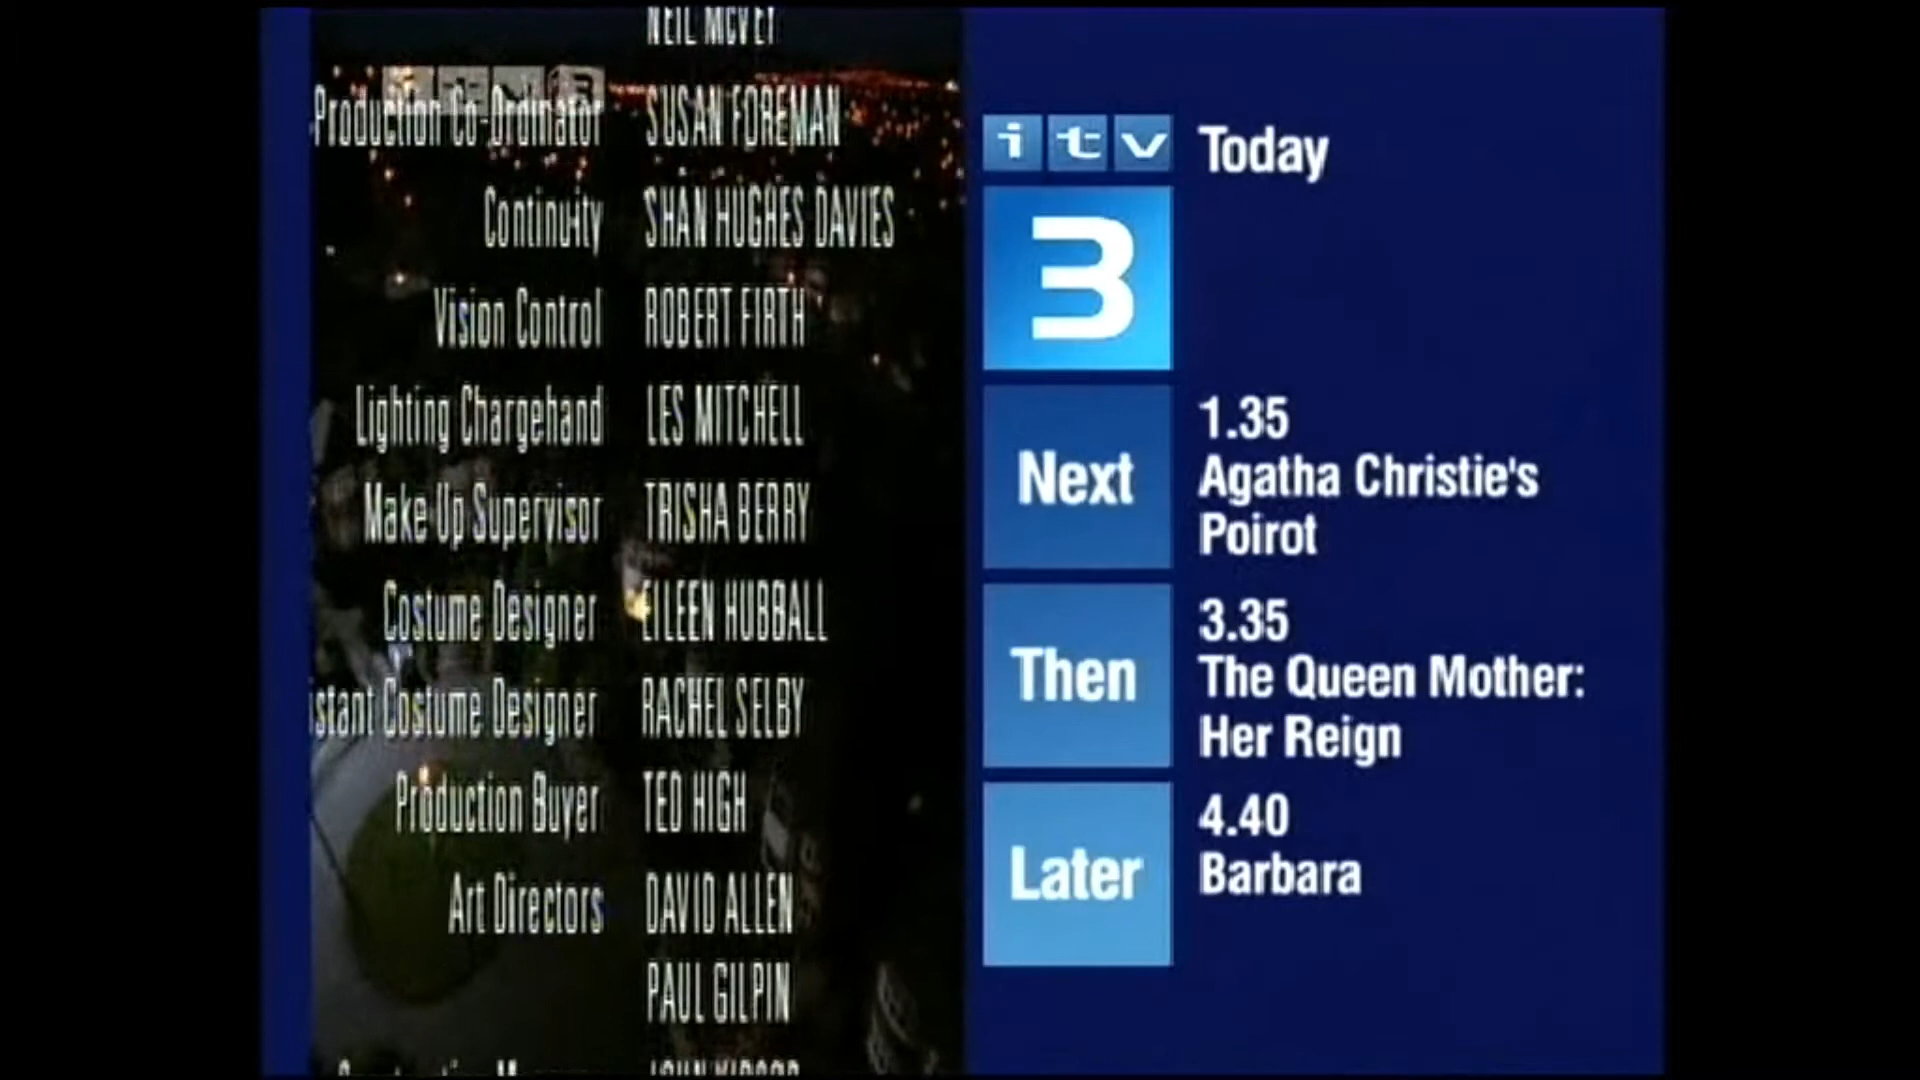 NEIL MCVEY
Production Co-Ordinator SUSAN FOREMAN
Continuity SHAN HUGHES DAVIES
Vision Control ROBERT FIRTH
Lighting Chargehand LES MITCHELL
Make Up Supervisor TRISHA BERRY
Costume Designer EILEEN HUBBALL
istant Costume Designer RACHEL SELBY
Production Buyer TED HIGH
Art Directors DAVID ALLEN
PAUL GILPIN
itv Today
3
Next
1.35
Agatha Christie's
Poirot
Then
3.35
The Queen Mother:
Her Reign
Later
4.40
Barbara